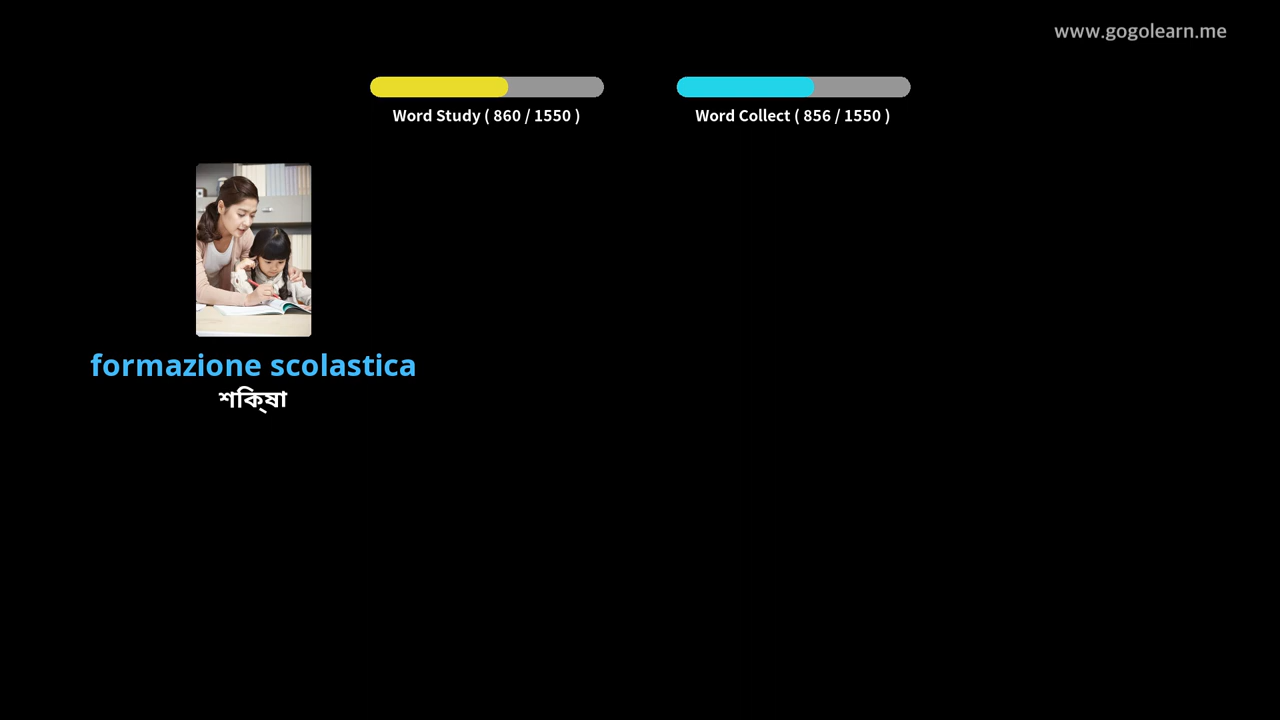 www.gogolearn.me
Word Study ( 860 / 1550 )
Word Collect ( 856 / 1550 )
formazione scolastica
শিক্ষা